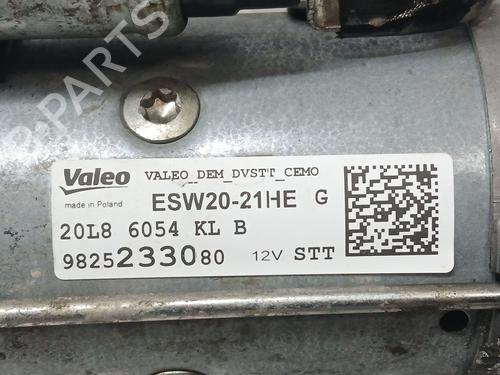 B-PARTS
Valeo
VALEO_DEM_DVSTT_CEMO
made in Poland
ESW20-21HE G
20L8 6054 KL B
9825233080 12V STT